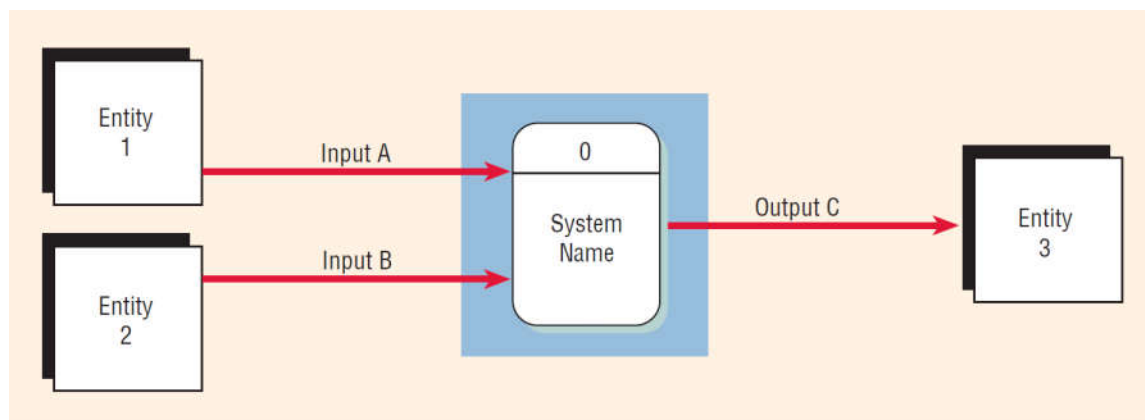 Entity
1
Input A
0
System
Name
Output C
Entity
3
Entity
2
Input B